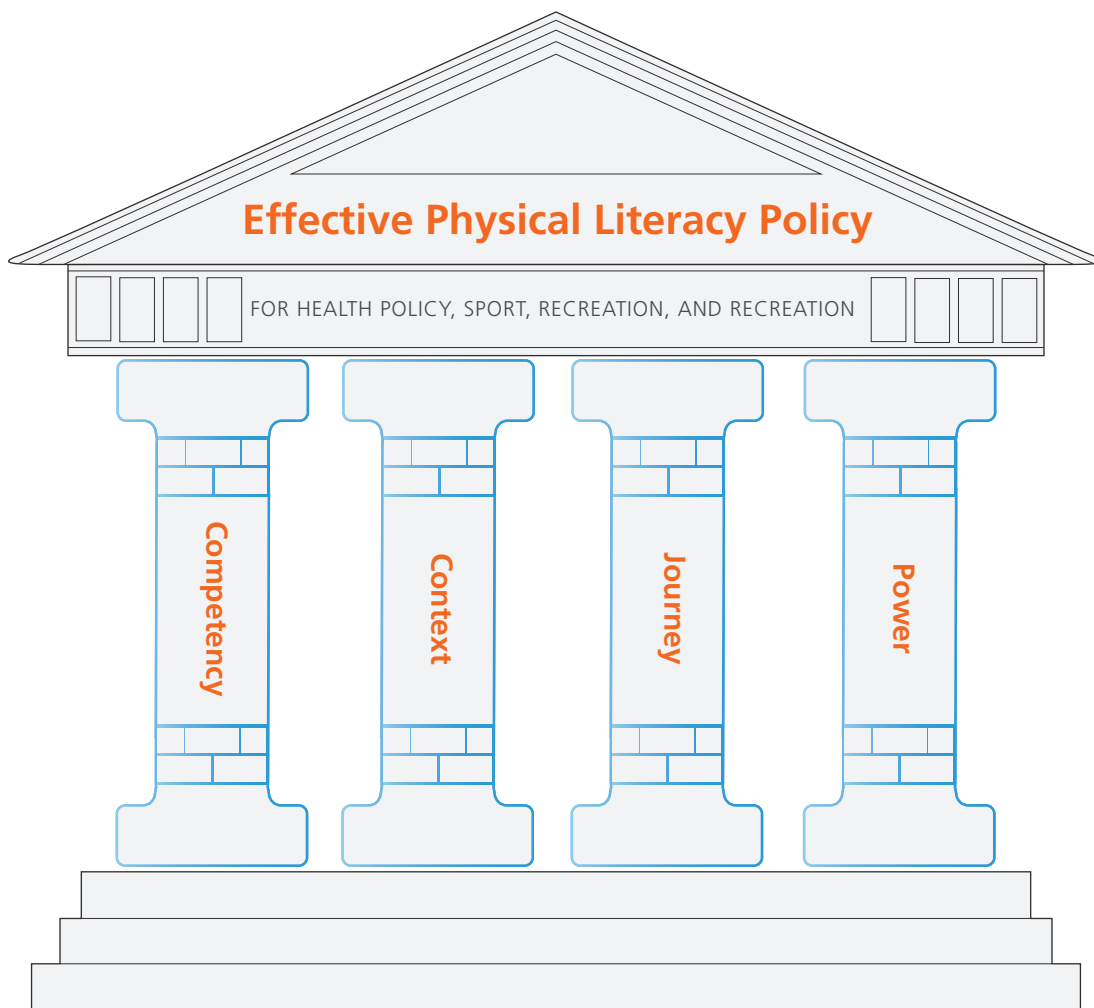 Effective Physical Literacy Policy
FOR HEALTH POLICY, SPORT, RECREATION, AND RECREATION
Competency
Context
Journey
Power